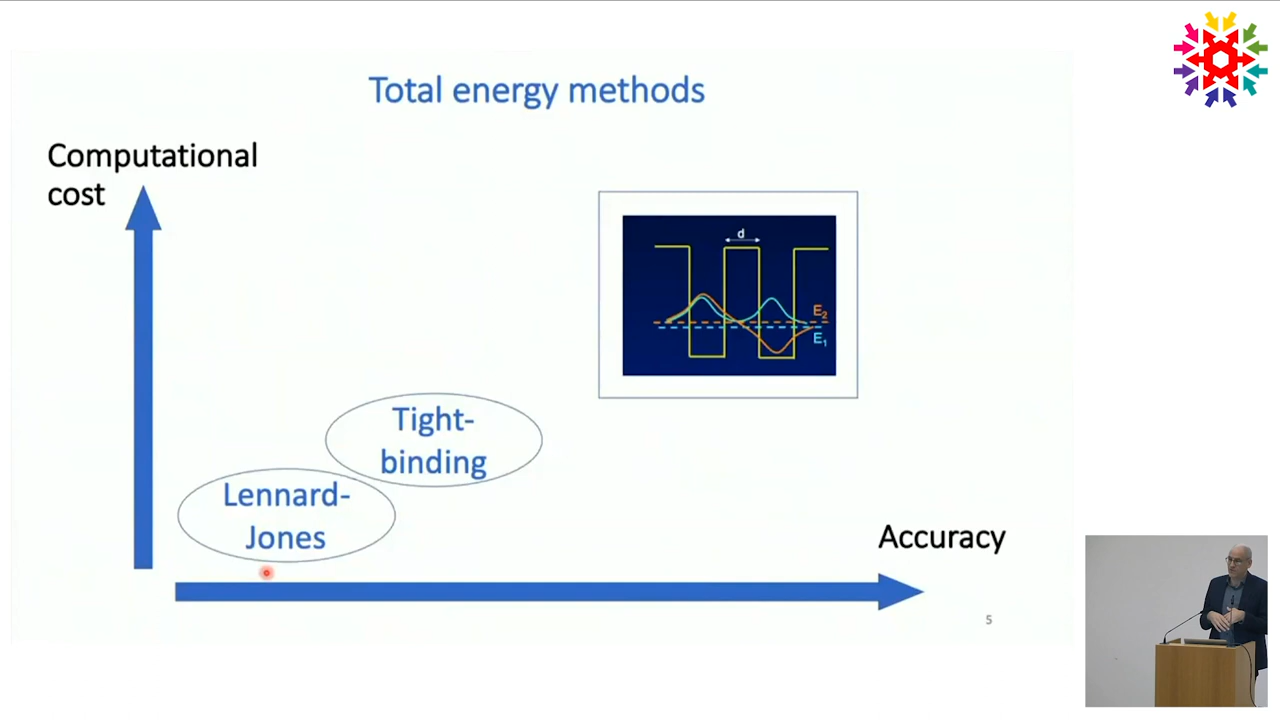 Total energy methods
Computational
cost
d
E2
E1
Tight-
binding
Lennard-
Jones
Accuracy
5